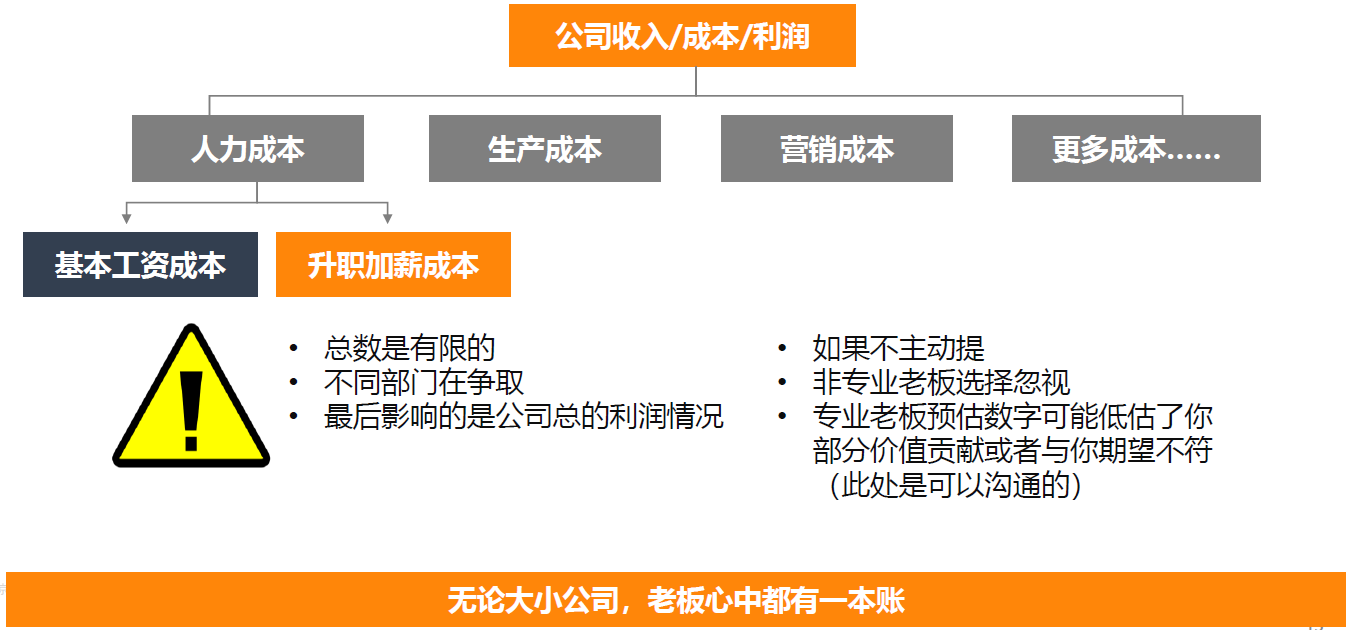 公司收入/成本/利润
人力成本
生产成本
营销成本
更多成本……
基本工资成本
升职加薪成本
• 总数是有限的
• 不同部门在争取
• 最后影响的是公司总的利润情况
• 如果不主动提
• 非专业老板选择忽视
• 专业老板预估数字可能低估了你
部分价值贡献或者与你期望不符
（此处是可以沟通的）
无论大小公司，老板心中都有一本账